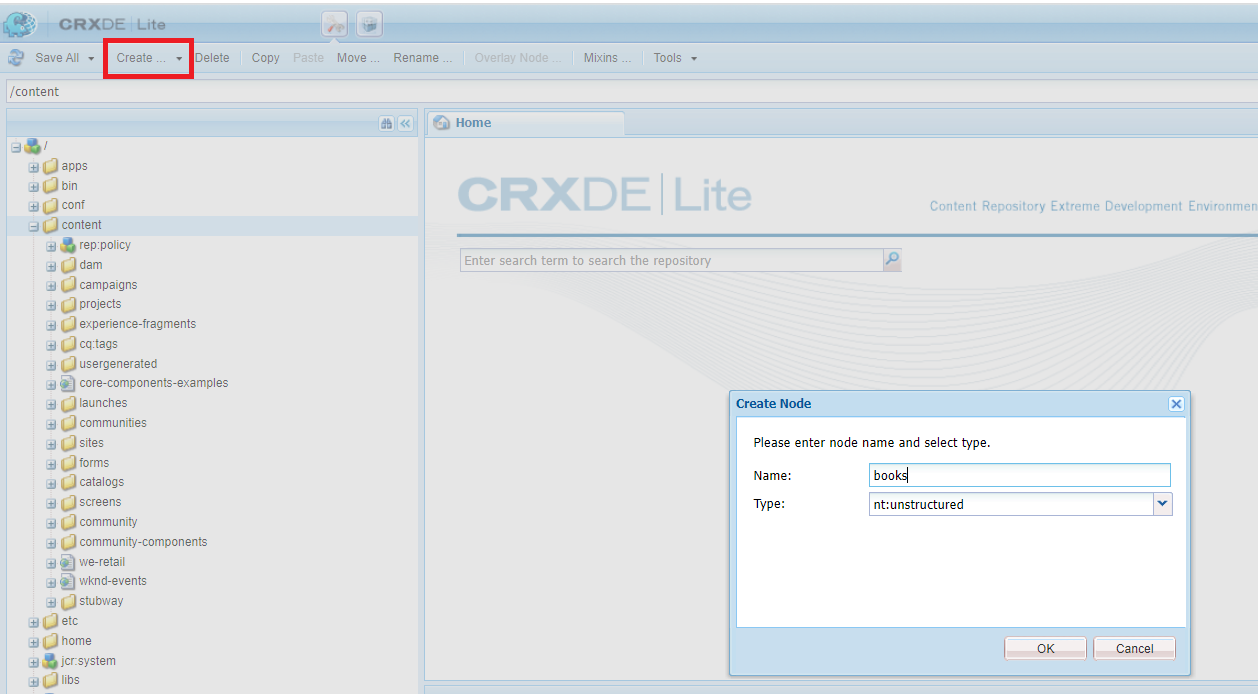 CRXDE | Lite
Save All Create ... Delete Copy Paste Move ... Rename ... Overlay Node ... Mixins ... Tools
/content
Home
/
apps
bin
conf
content
rep:policy
dam
campaigns
projects
experience-fragments
cq:tags
usergenerated
core-components-examples
launches
communities
sites
forms
catalogs
screens
community
community-components
we-retail
wknd-events
stubway
etc
home
jcr:system
libs
CRXDE | Lite
Content Repository Extreme Development Environmen
Enter search term to search the repository
Create Node
Please enter node name and select type.
Name: books
Type: nt:unstructured
OK Cancel